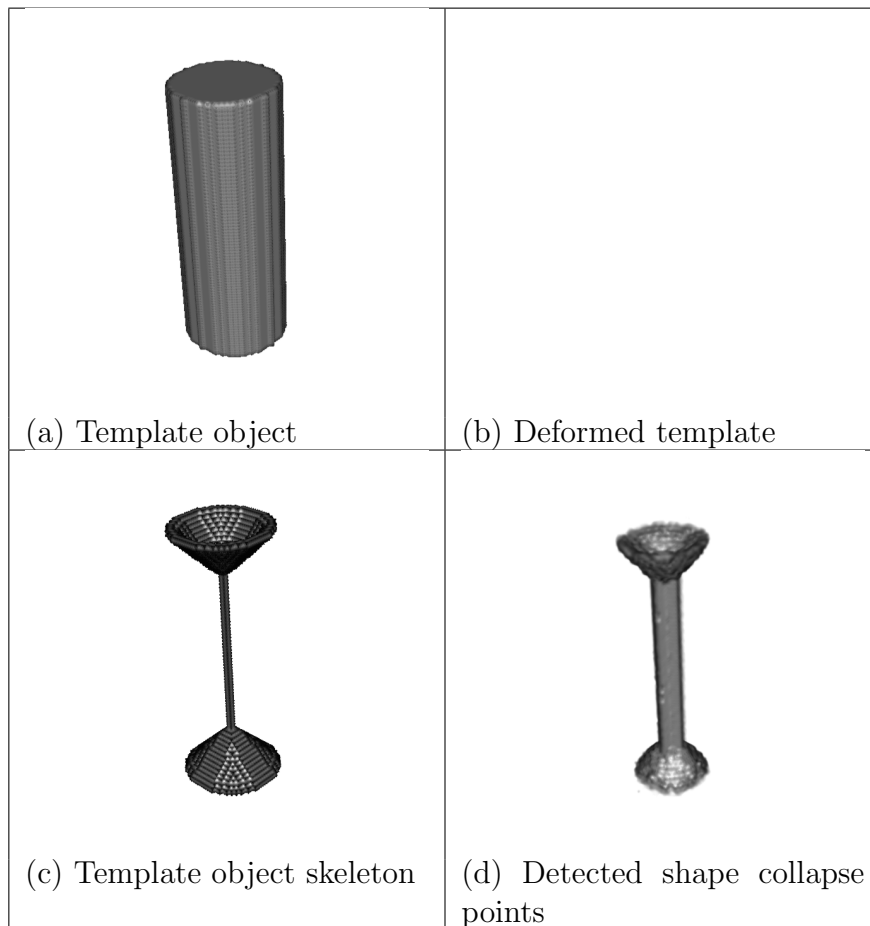 (a) Template object
(b) Deformed template
(c) Template object skeleton
(d) Detected shape collapse
points